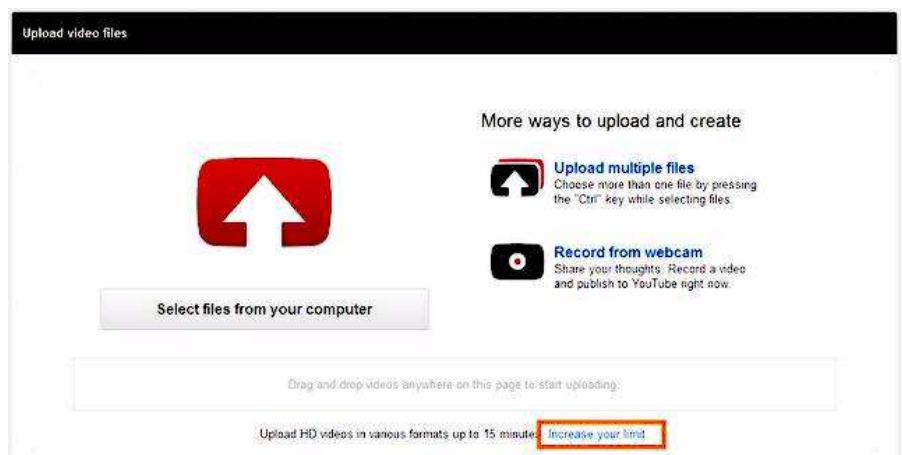 Upload video files
More ways to upload and create
Upload multiple files
Choose more than one file by pressing
the "Ctrl" key while selecting files.
Record from webcam
Share your thoughts. Record a video
and publish to YouTube right now.
Select files from your computer
Drag and drop videos anywhere on this page to start uploading.
Upload HD videos in various formats up to 15 minute Increase your limit